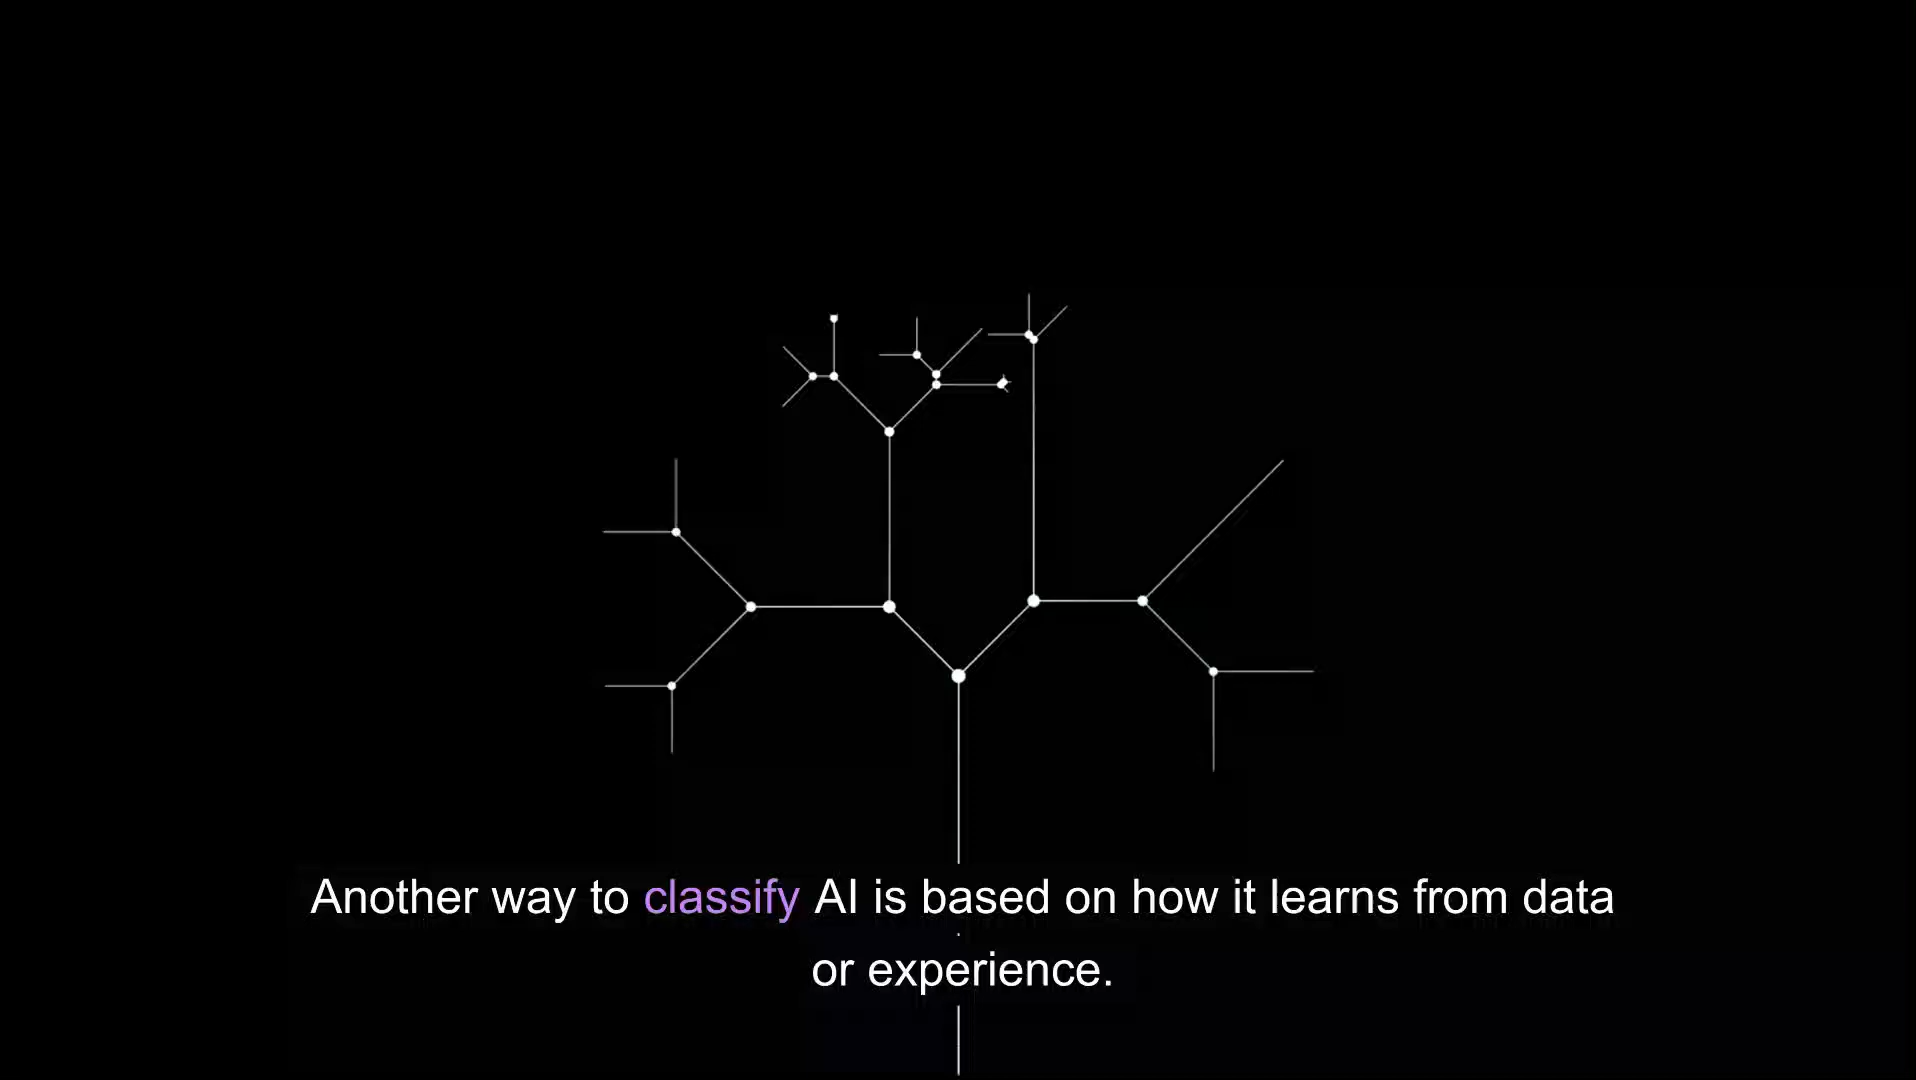 Another way to classify AI is based on how it learns from data
or experience.